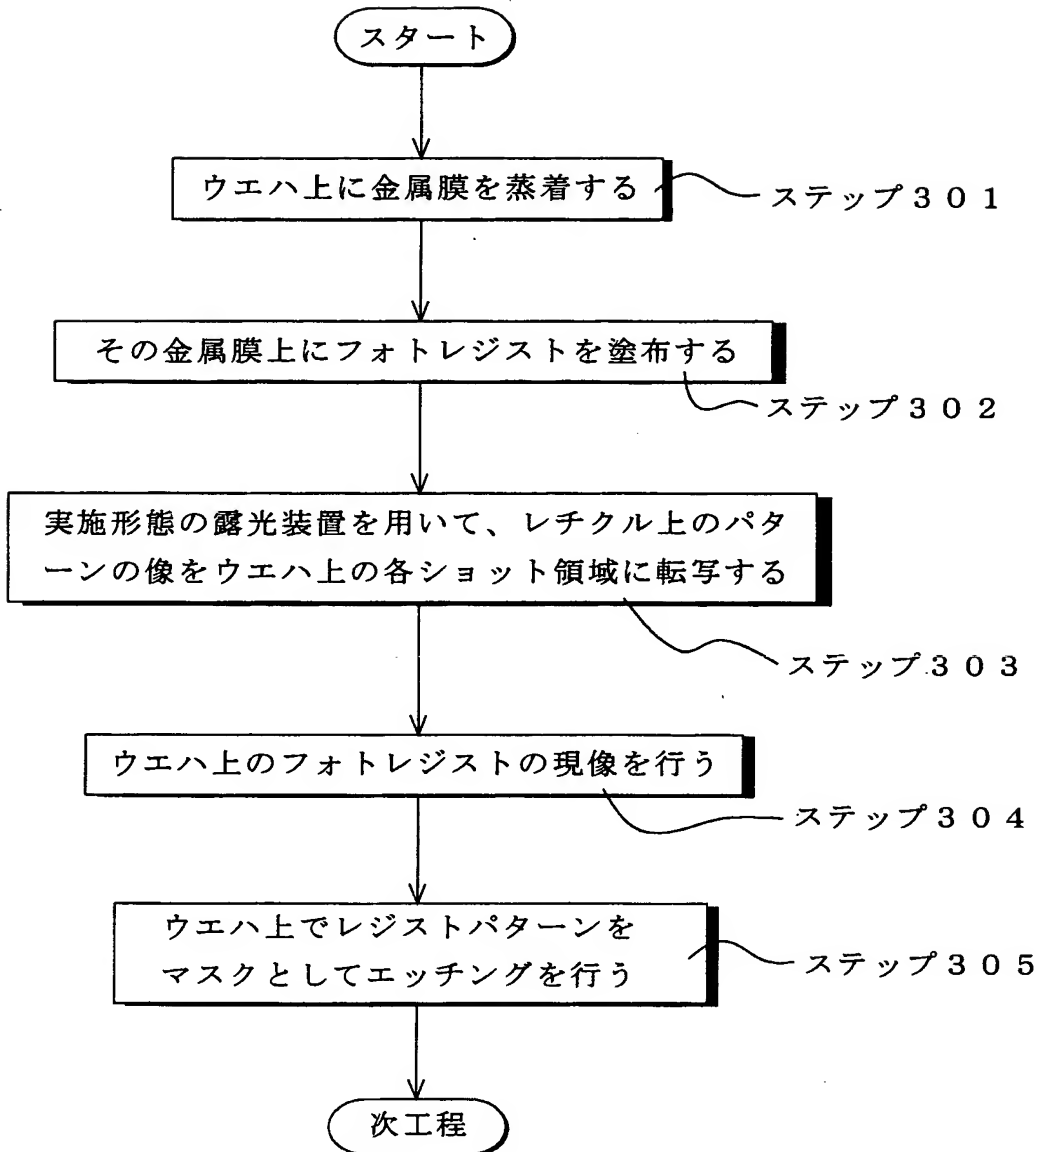 スタート
ウエハ上に金属膜を蒸着する
ステップ301
その金属膜上にフォトレジストを塗布する
ステップ302
実施形態の露光装置を用いて、レチクル上のパタ
ーンの像をウエハ上の各ショット領域に転写する
ステップ303
ウエハ上のフォトレジストの現像を行う
ステップ304
ウエハ上でレジストパターンを
マスクとしてエッチングを行う
ステップ305
次工程